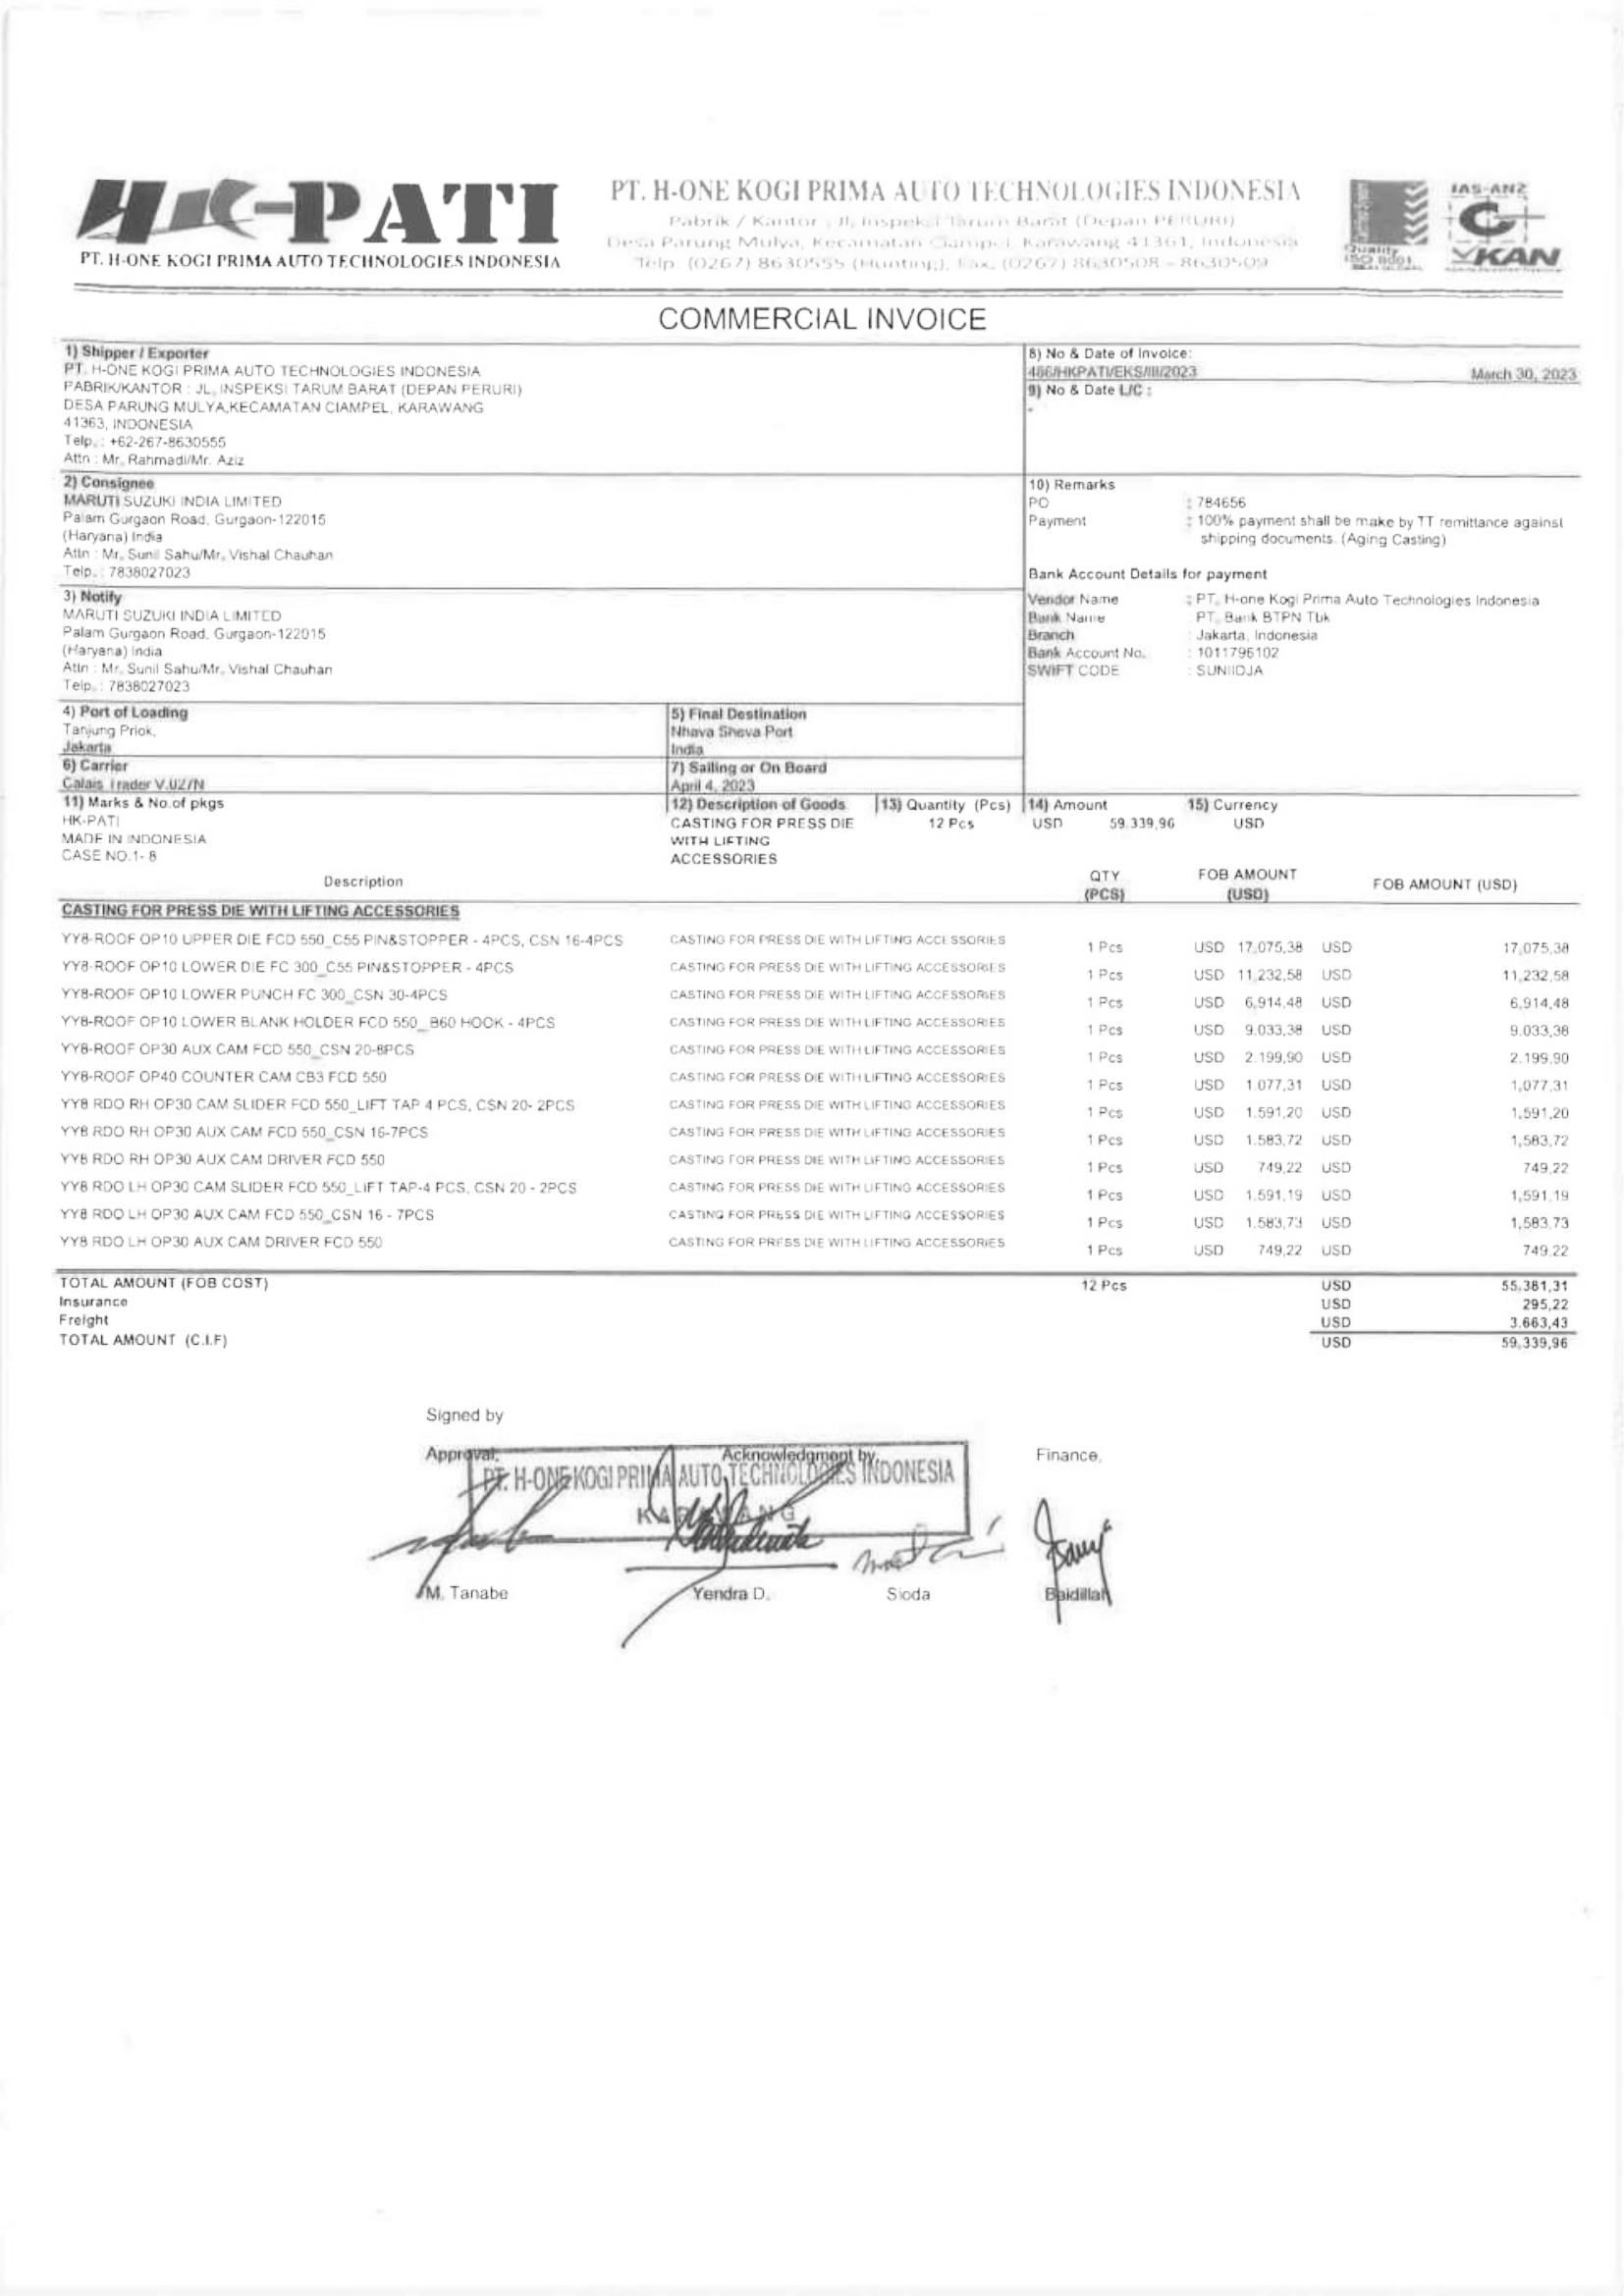 HK-PATI
PT. H-ONE KOGI PRIMA AUTO TECHNOLOGIES INDONESIA
PT. H-ONE KOGI PRIMA AUTO TECHNOLOGIES INDONESIA
Pabrik / Kantor : Jl. Inspeksi Tarum Barat (Depan PERURI)
Desa Parung Mulya, Kecamatan Ciampel, Karawang 41361, Indonesia
Telp. (0267) 8630555 (Hunting), Fax. (0267) 8630508 - 8630509
Quality
ISO 9001
JAS-ANZ
KAN
COMMERCIAL INVOICE
1) Shipper / Exporter
PT. H-ONE KOGI PRIMA AUTO TECHNOLOGIES INDONESIA
PABRIK/KANTOR : JL. INSPEKSI TARUM BARAT (DEPAN PERURI)
DESA PARUNG MULYA,KECAMATAN CIAMPEL, KARAWANG
41363, INDONESIA
Telp. : +62-267-8630555
Attn : Mr. Rahmadi/Mr. Aziz
8) No & Date of Invoice:
486/HKPATI/EKS/III/2023 March 30, 2023
9) No & Date L/C :
-
2) Consignee
MARUTI SUZUKI INDIA LIMITED
Palam Gurgaon Road, Gurgaon-122015
(Haryana) India
Attn : Mr. Sunil Sahu/Mr. Vishal Chauhan
Telp. : 7838027023
3) Notify
MARUTI SUZUKI INDIA LIMITED
Palam Gurgaon Road, Gurgaon-122015
(Haryana) India
Attn : Mr. Sunil Sahu/Mr. Vishal Chauhan
Telp. : 7838027023
10) Remarks
PO : 784656
Payment : 100% payment shall be make by TT remittance against
shipping documents. (Aging Casting)
Bank Account Details for payment
Vendor Name : PT. H-one Kogi Prima Auto Technologies Indonesia
Bank Name PT. Bank BTPN Tbk
Branch : Jakarta, Indonesia
Bank Account No. : 1011796102
SWIFT CODE : SUNIIDJA
4) Port of Loading
Tanjung Priok,
Jakarta
5) Final Destination
Nhava Sheva Port
India
6) Carrier
Calais Trader V.027N
7) Sailing or On Board
April 4, 2023
11) Marks & No.of pkgs
HK-PATI
MADE IN INDONESIA
CASE NO.1- 8
12) Description of Goods 13) Quantity (Pcs) 14) Amount 15) Currency
CASTING FOR PRESS DIE 12 Pcs USD 59.339,96 USD
WITH LIFTING
ACCESSORIES
Description QTY (PCS) FOB AMOUNT (USD) FOB AMOUNT (USD)
CASTING FOR PRESS DIE WITH LIFTING ACCESSORIES
YY8-ROOF OP10 UPPER DIE FCD 550_C55 PIN&STOPPER - 4PCS, CSN 16-4PCS CASTING FOR PRESS DIE WITH LIFTING ACCESSORIES 1 Pcs USD 17,075,38 USD 17,075,38
YY8-ROOF OP10 LOWER DIE FC 300_C55 PIN&STOPPER - 4PCS CASTING FOR PRESS DIE WITH LIFTING ACCESSORIES 1 Pcs USD 11,232,58 USD 11,232,58
YY8-ROOF OP10 LOWER PUNCH FC 300_CSN 30-4PCS CASTING FOR PRESS DIE WITH LIFTING ACCESSORIES 1 Pcs USD 6,914,48 USD 6,914,48
YY8-ROOF OP10 LOWER BLANK HOLDER FCD 550_B60 HOOK - 4PCS CASTING FOR PRESS DIE WITH LIFTING ACCESSORIES 1 Pcs USD 9.033,38 USD 9.033,38
YY8-ROOF OP30 AUX CAM FCD 550_CSN 20-8PCS CASTING FOR PRESS DIE WITH LIFTING ACCESSORIES 1 Pcs USD 2.199,90 USD 2.199,90
YY8-ROOF OP40 COUNTER CAM CB3 FCD 550 CASTING FOR PRESS DIE WITH LIFTING ACCESSORIES 1 Pcs USD 1.077,31 USD 1,077,31
YY8 RDO RH OP30 CAM SLIDER FCD 550_LIFT TAP 4 PCS, CSN 20- 2PCS CASTING FOR PRESS DIE WITH LIFTING ACCESSORIES 1 Pcs USD 1.591,20 USD 1,591,20
YY8 RDO RH OP30 AUX CAM FCD 550_CSN 16-7PCS CASTING FOR PRESS DIE WITH LIFTING ACCESSORIES 1 Pcs USD 1.583,72 USD 1,583,72
YY8 RDO RH OP30 AUX CAM DRIVER FCD 550 CASTING FOR PRESS DIE WITH LIFTING ACCESSORIES 1 Pcs USD 749,22 USD 749,22
YY8 RDO LH OP30 CAM SLIDER FCD 550_LIFT TAP-4 PCS, CSN 20 - 2PCS CASTING FOR PRESS DIE WITH LIFTING ACCESSORIES 1 Pcs USD 1.591,19 USD 1,591,19
YY8 RDO LH OP30 AUX CAM FCD 550_CSN 16 - 7PCS CASTING FOR PRESS DIE WITH LIFTING ACCESSORIES 1 Pcs USD 1.583,73 USD 1,583,73
YY8 RDO LH OP30 AUX CAM DRIVER FCD 550 CASTING FOR PRESS DIE WITH LIFTING ACCESSORIES 1 Pcs USD 749,22 USD 749,22
TOTAL AMOUNT (FOB COST) 12 Pcs USD 55.381,31
Insurance USD 295,22
Freight USD 3.663,43
TOTAL AMOUNT (C.I.F) USD 59.339,96
Signed by
Approval, Acknowledgment by, Finance,
PT. H-ONE KOGI PRIMA AUTO TECHNOLOGIES INDONESIA
KARAWANG
M. Tanabe Yendra D. Sioda Baidillah